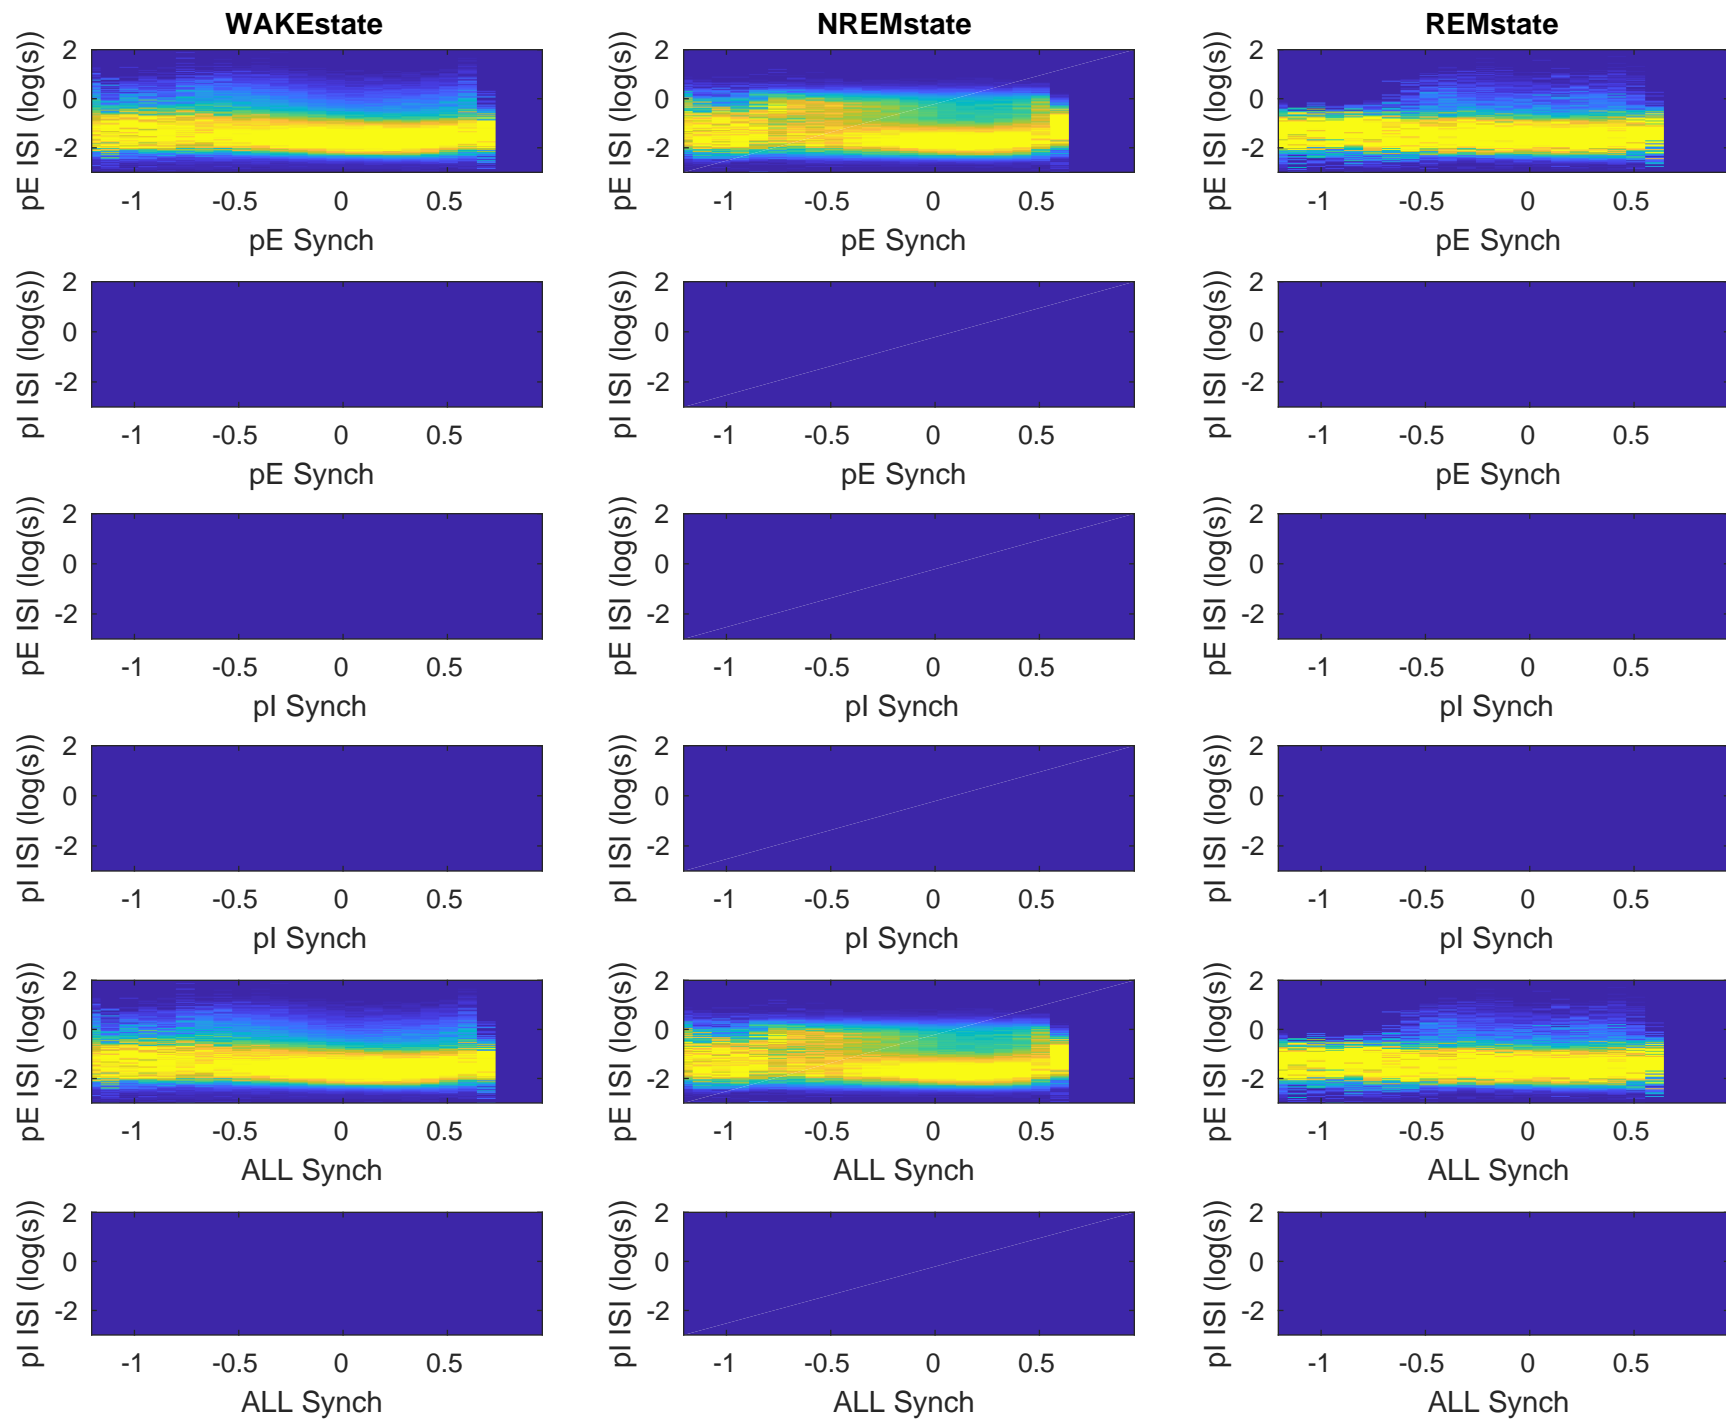 WAKEstate NREMstate REMstate
pE ISI (log(s)) 2 0 -2 pE ISI (log(s)) 2 0 -2 pE ISI (log(s)) 2 0 -2
-1 -0.5 0 0.5 -1 -0.5 0 0.5 -1 -0.5 0 0.5
pE Synch pE Synch pE Synch
pI ISI (log(s)) 2 0 -2 pI ISI (log(s)) 2 0 -2 pI ISI (log(s)) 2 0 -2
-1 -0.5 0 0.5 -1 -0.5 0 0.5 -1 -0.5 0 0.5
pE Synch pE Synch pE Synch
pE ISI (log(s)) 2 0 -2 pE ISI (log(s)) 2 0 -2 pE ISI (log(s)) 2 0 -2
-1 -0.5 0 0.5 -1 -0.5 0 0.5 -1 -0.5 0 0.5
pI Synch pI Synch pI Synch
pI ISI (log(s)) 2 0 -2 pI ISI (log(s)) 2 0 -2 pI ISI (log(s)) 2 0 -2
-1 -0.5 0 0.5 -1 -0.5 0 0.5 -1 -0.5 0 0.5
pI Synch pI Synch pI Synch
pE ISI (log(s)) 2 0 -2 pE ISI (log(s)) 2 0 -2 pE ISI (log(s)) 2 0 -2
-1 -0.5 0 0.5 -1 -0.5 0 0.5 -1 -0.5 0 0.5
ALL Synch ALL Synch ALL Synch
pI ISI (log(s)) 2 0 -2 pI ISI (log(s)) 2 0 -2 pI ISI (log(s)) 2 0 -2
-1 -0.5 0 0.5 -1 -0.5 0 0.5 -1 -0.5 0 0.5
ALL Synch ALL Synch ALL Synch